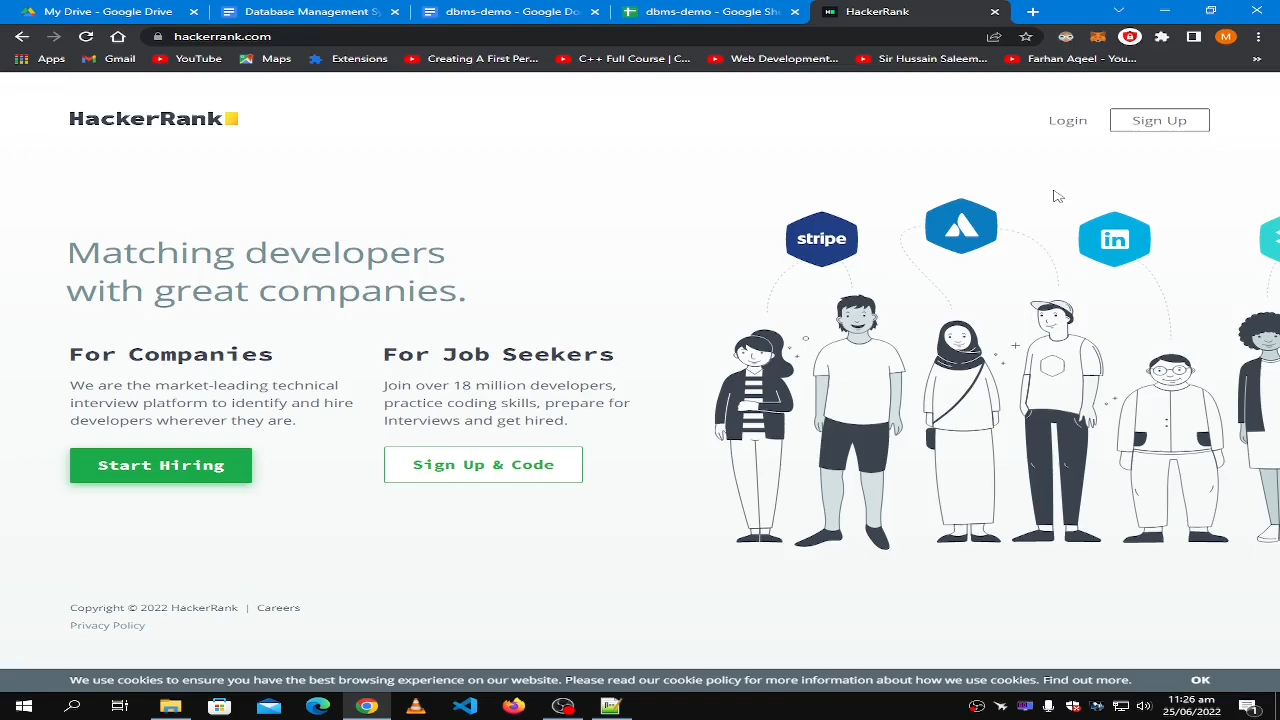 My Drive - Google Drive
Database Management Sy
dbms-demo - Google Do
dbms-demo - Google She
HackerRank
hackerrank.com
M
Apps
Gmail
YouTube
Maps
Extensions
Creating A First Per...
C++ Full Course | C...
Web Development...
Sir Hussain Saleem...
Farhan Aqeel - You...
HackerRank
Login
Sign Up
stripe
in
Matching developers
with great companies.
For Companies
For Job Seekers
We are the market-leading technical
interview platform to identify and hire
developers wherever they are.
Join over 18 million developers,
practice coding skills, prepare for
Interviews and get hired.
Start Hiring
Sign Up & Code
Copyright © 2022 HackerRank | Careers
Privacy Policy
We use cookies to ensure you have the best browsing experience on our website. Please read our cookie policy for more information about how we use cookies. Find out more.
OK
11:26 am
25/06/2022
1